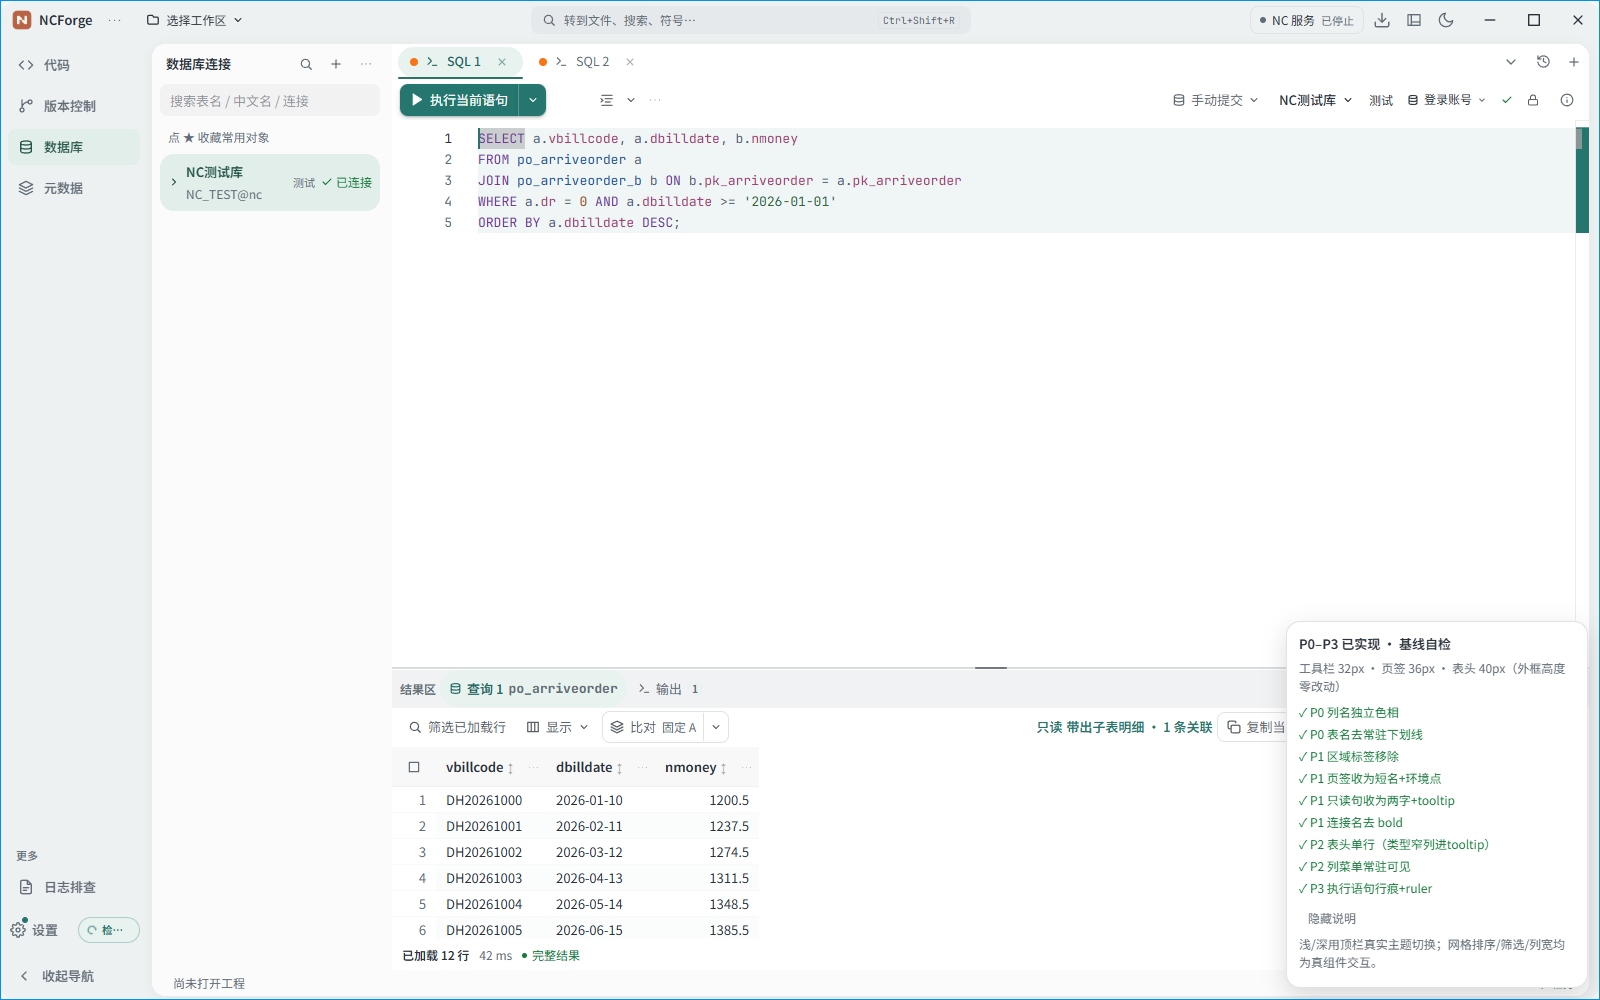 NCForge ··· 选择工作区
转到文件、搜索、符号··· Ctrl+Shift+R
NC 服务 已停止
代码
版本控制
数据库
元数据
更多
日志排查
设置 检···
收起导航
数据库连接
搜索表名 / 中文名 / 连接
点 ★ 收藏常用对象
NC测试库
NC_TEST@nc
测试 ✓ 已连接
SQL 1
SQL 2
执行当前语句
手动提交 NC测试库 测试 登录账号
1 SELECT a.vbillcode, a.dbilldate, b.nmoney
2 FROM po_arriveorder a
3 JOIN po_arriveorder_b b ON b.pk_arriveorder = a.pk_arriveorder
4 WHERE a.dr = 0 AND a.dbilldate >= '2026-01-01'
5 ORDER BY a.dbilldate DESC;
结果区 查询 1 po_arriveorder 输出 1
筛选已加载行 显示 比对 固定 A
只读 带出子表明细 · 1 条关联 复制当
vbillcode dbilldate nmoney
1 DH20261000 2026-01-10 1200.5
2 DH20261001 2026-02-11 1237.5
3 DH20261002 2026-03-12 1274.5
4 DH20261003 2026-04-13 1311.5
5 DH20261004 2026-05-14 1348.5
6 DH20261005 2026-06-15 1385.5
已加载 12 行 42 ms 完整结果
尚未打开工程
P0–P3 已实现 · 基线自检
工具栏 32px · 页签 36px · 表头 40px（外框高度
零改动）
✓ P0 列名独立色相
✓ P0 表名去常驻下划线
✓ P1 区域标签移除
✓ P1 页签收为短名+环境点
✓ P1 只读句收为两字+tooltip
✓ P1 连接名去 bold
✓ P2 表头单行（类型窄列进tooltip）
✓ P2 列菜单常驻可见
✓ P3 执行语句行痕+ruler
隐藏说明
浅/深用顶栏真实主题切换；网格排序/筛选/列宽均
为真组件交互。